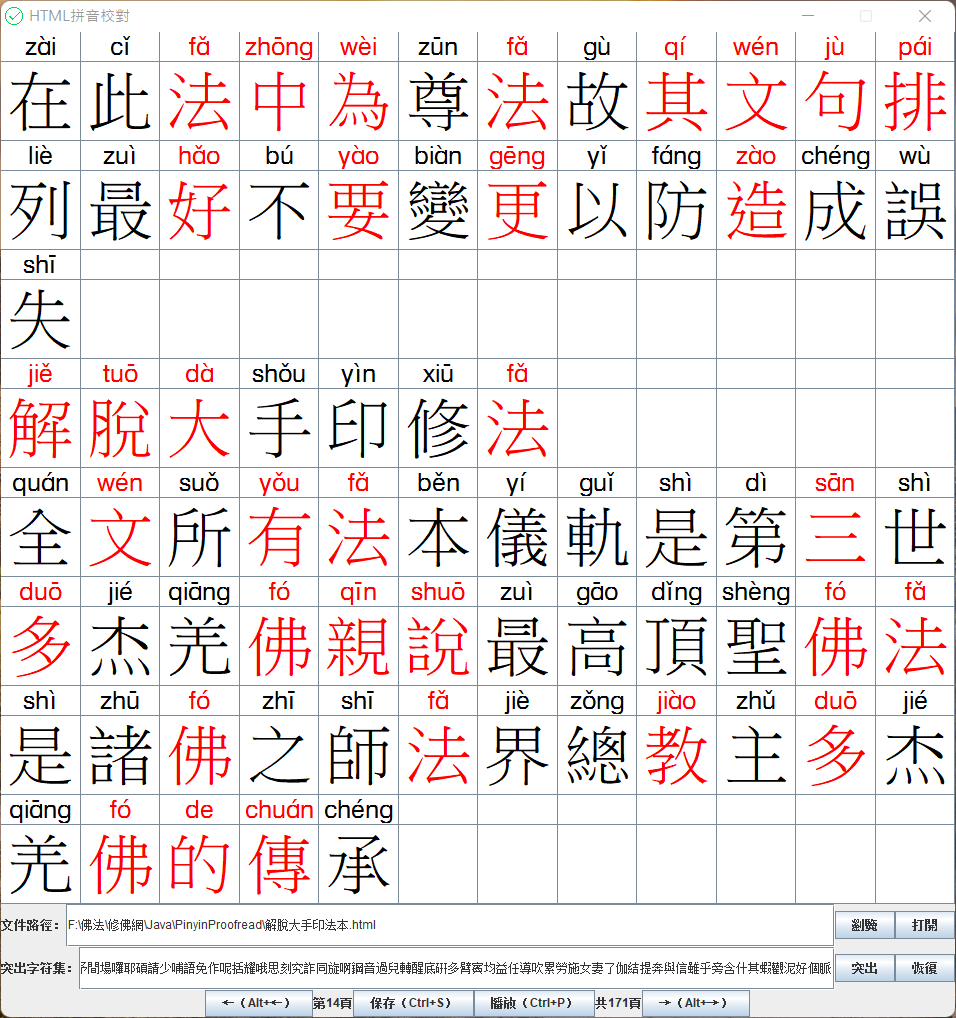 HTML拼音校對
zài cǐ fǎ zhōng wèi zūn fǎ gù qí wén jù pái
在此法中為尊法故其文句排
liè zuì hǎo bú yào biàn gēng yǐ fáng zào chéng wù
列最好不要變更以防造成誤
shī
失
jiě tuō dà shǒu yìn xiū fǎ
解脫大手印修法
quán wén suǒ yǒu fǎ běn yí guǐ shì dì sān shì
全文所有法本儀軌是第三世
duō jié qiāng fó qīn shuō zuì gāo dǐng shèng fó fǎ
多杰羌佛親說最高頂聖佛法
shì zhū fó zhī shī fǎ jiè zǒng jiào zhǔ duō jié
是諸佛之師法界總教主多杰
qiāng fó de chuán chéng
羌佛的傳承
文件路徑: F:\佛法\修佛網\Java\PinyinProofread\解脫大手印法本.html 瀏覽 打開
突出字符集: 間場囉耶碩請少哺語免作呢括耀哦思刻究詐同旋啊鋼音過兒轉醒底研多臂賓均益任導吹累勞施女妻了伽結提奔與信雖乎旁含什其蝦觀泥好個脈 突出 恢復
←（Alt+←） 第14頁 保存（Ctrl+S） 播放（Ctrl+P） 共171頁 →（Alt+→）